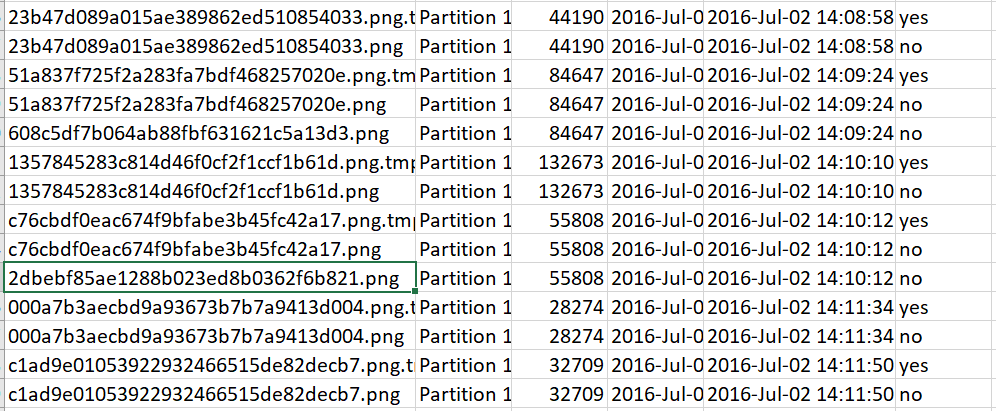 23b47d089a015ae389862ed510854033.png.t Partition 1 44190 2016-Jul-0 2016-Jul-02 14:08:58 yes
23b47d089a015ae389862ed510854033.png Partition 1 44190 2016-Jul-0 2016-Jul-02 14:08:58 no
51a837f725f2a283fa7bdf468257020e.png.tm Partition 1 84647 2016-Jul-0 2016-Jul-02 14:09:24 yes
51a837f725f2a283fa7bdf468257020e.png Partition 1 84647 2016-Jul-0 2016-Jul-02 14:09:24 no
608c5df7b064ab88fbf631621c5a13d3.png Partition 1 84647 2016-Jul-0 2016-Jul-02 14:09:24 no
1357845283c814d46f0cf2f1ccf1b61d.png.tmp Partition 1 132673 2016-Jul-0 2016-Jul-02 14:10:10 yes
1357845283c814d46f0cf2f1ccf1b61d.png Partition 1 132673 2016-Jul-0 2016-Jul-02 14:10:10 no
c76cbdf0eac674f9bfabe3b45fc42a17.png.tmp Partition 1 55808 2016-Jul-0 2016-Jul-02 14:10:12 yes
c76cbdf0eac674f9bfabe3b45fc42a17.png Partition 1 55808 2016-Jul-0 2016-Jul-02 14:10:12 no
2dbebf85ae1288b023ed8b0362f6b821.png Partition 1 55808 2016-Jul-0 2016-Jul-02 14:10:12 no
000a7b3aecbd9a93673b7b7a9413d004.png.t Partition 1 28274 2016-Jul-0 2016-Jul-02 14:11:34 yes
000a7b3aecbd9a93673b7b7a9413d004.png Partition 1 28274 2016-Jul-0 2016-Jul-02 14:11:34 no
c1ad9e01053922932466515de82decb7.png.t Partition 1 32709 2016-Jul-0 2016-Jul-02 14:11:50 yes
c1ad9e01053922932466515de82decb7.png Partition 1 32709 2016-Jul-0 2016-Jul-02 14:11:50 no